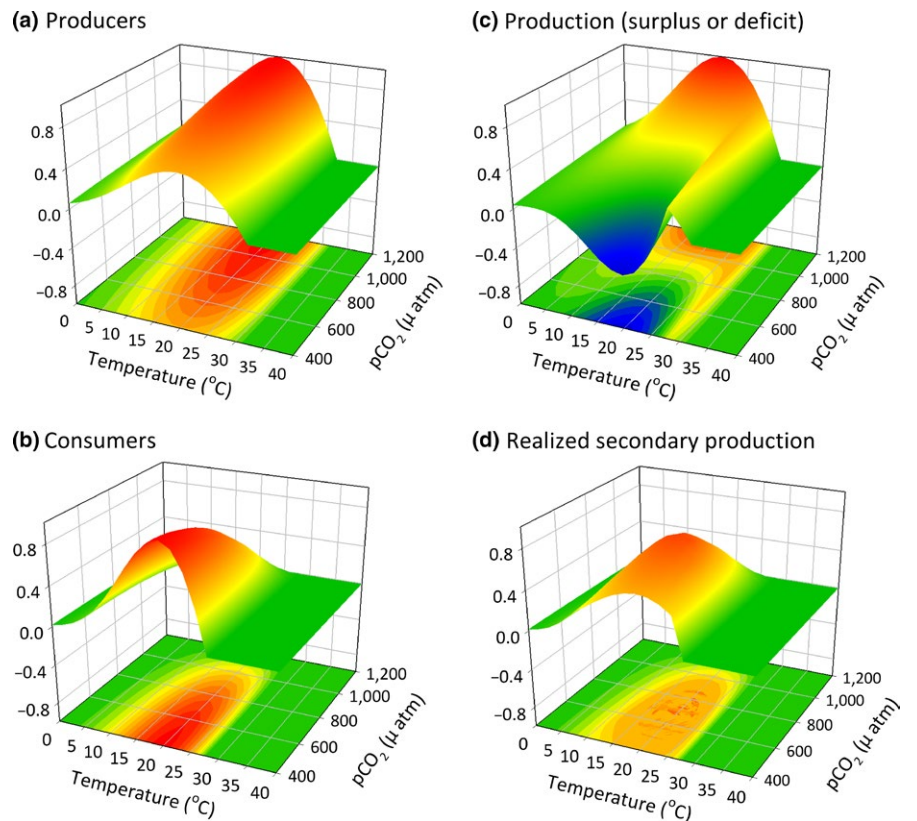 (a) Producers
0.8
0.4
0.0
−0.4
−0.8
0 5 10 15 20 25 30 35 40
Temperature (°C)
400 600 800 1,000 1,200
pCO₂ (μ atm)
(c) Production (surplus or deficit)
0.8
0.4
0.0
−0.4
−0.8
0 5 10 15 20 25 30 35 40
Temperature (°C)
400 600 800 1,000 1,200
pCO₂ (μ atm)
(b) Consumers
0.8
0.4
0.0
−0.4
−0.8
0 5 10 15 20 25 30 35 40
Temperature (°C)
400 600 800 1,000 1,200
pCO₂ (μ atm)
(d) Realized secondary production
0.8
0.4
0.0
−0.4
−0.8
0 5 10 15 20 25 30 35 40
Temperature (°C)
400 600 800 1,000 1,200
pCO₂ (μ atm)